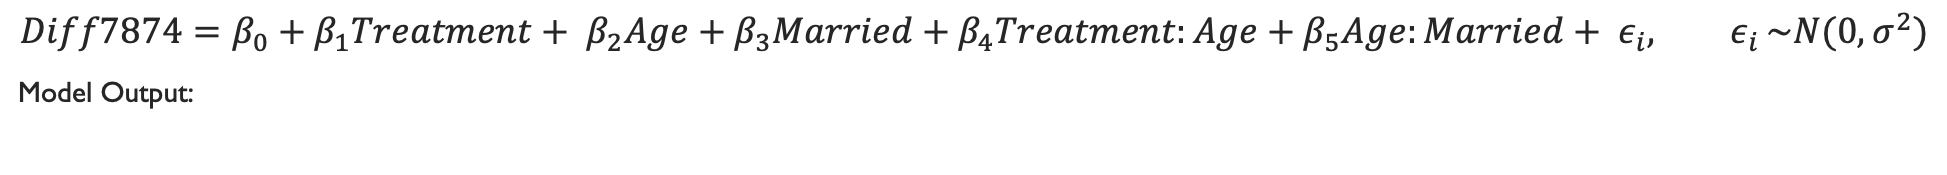 Diff7874 = β₀ + β₁Treatment + β₂Age + β₃Married + β₄Treatment: Age + β₅Age: Married + ϵᵢ, ϵᵢ ~N(0, σ²)
Model Output: